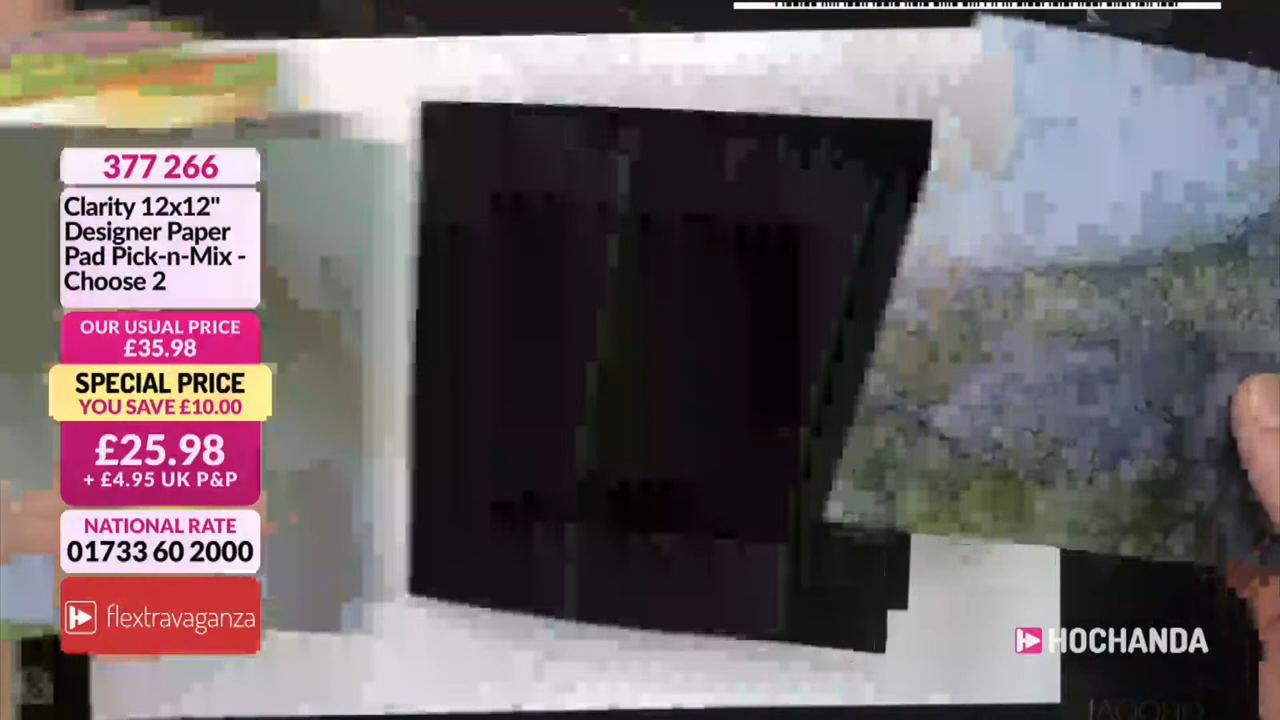 377 266
Clarity 12x12"
Designer Paper
Pad Pick-n-Mix -
Choose 2
OUR USUAL PRICE
£35.98
SPECIAL PRICE
YOU SAVE £10.00
£25.98
+ £4.95 UK P&P
NATIONAL RATE
01733 60 2000
flextravaganza
HOCHANDA